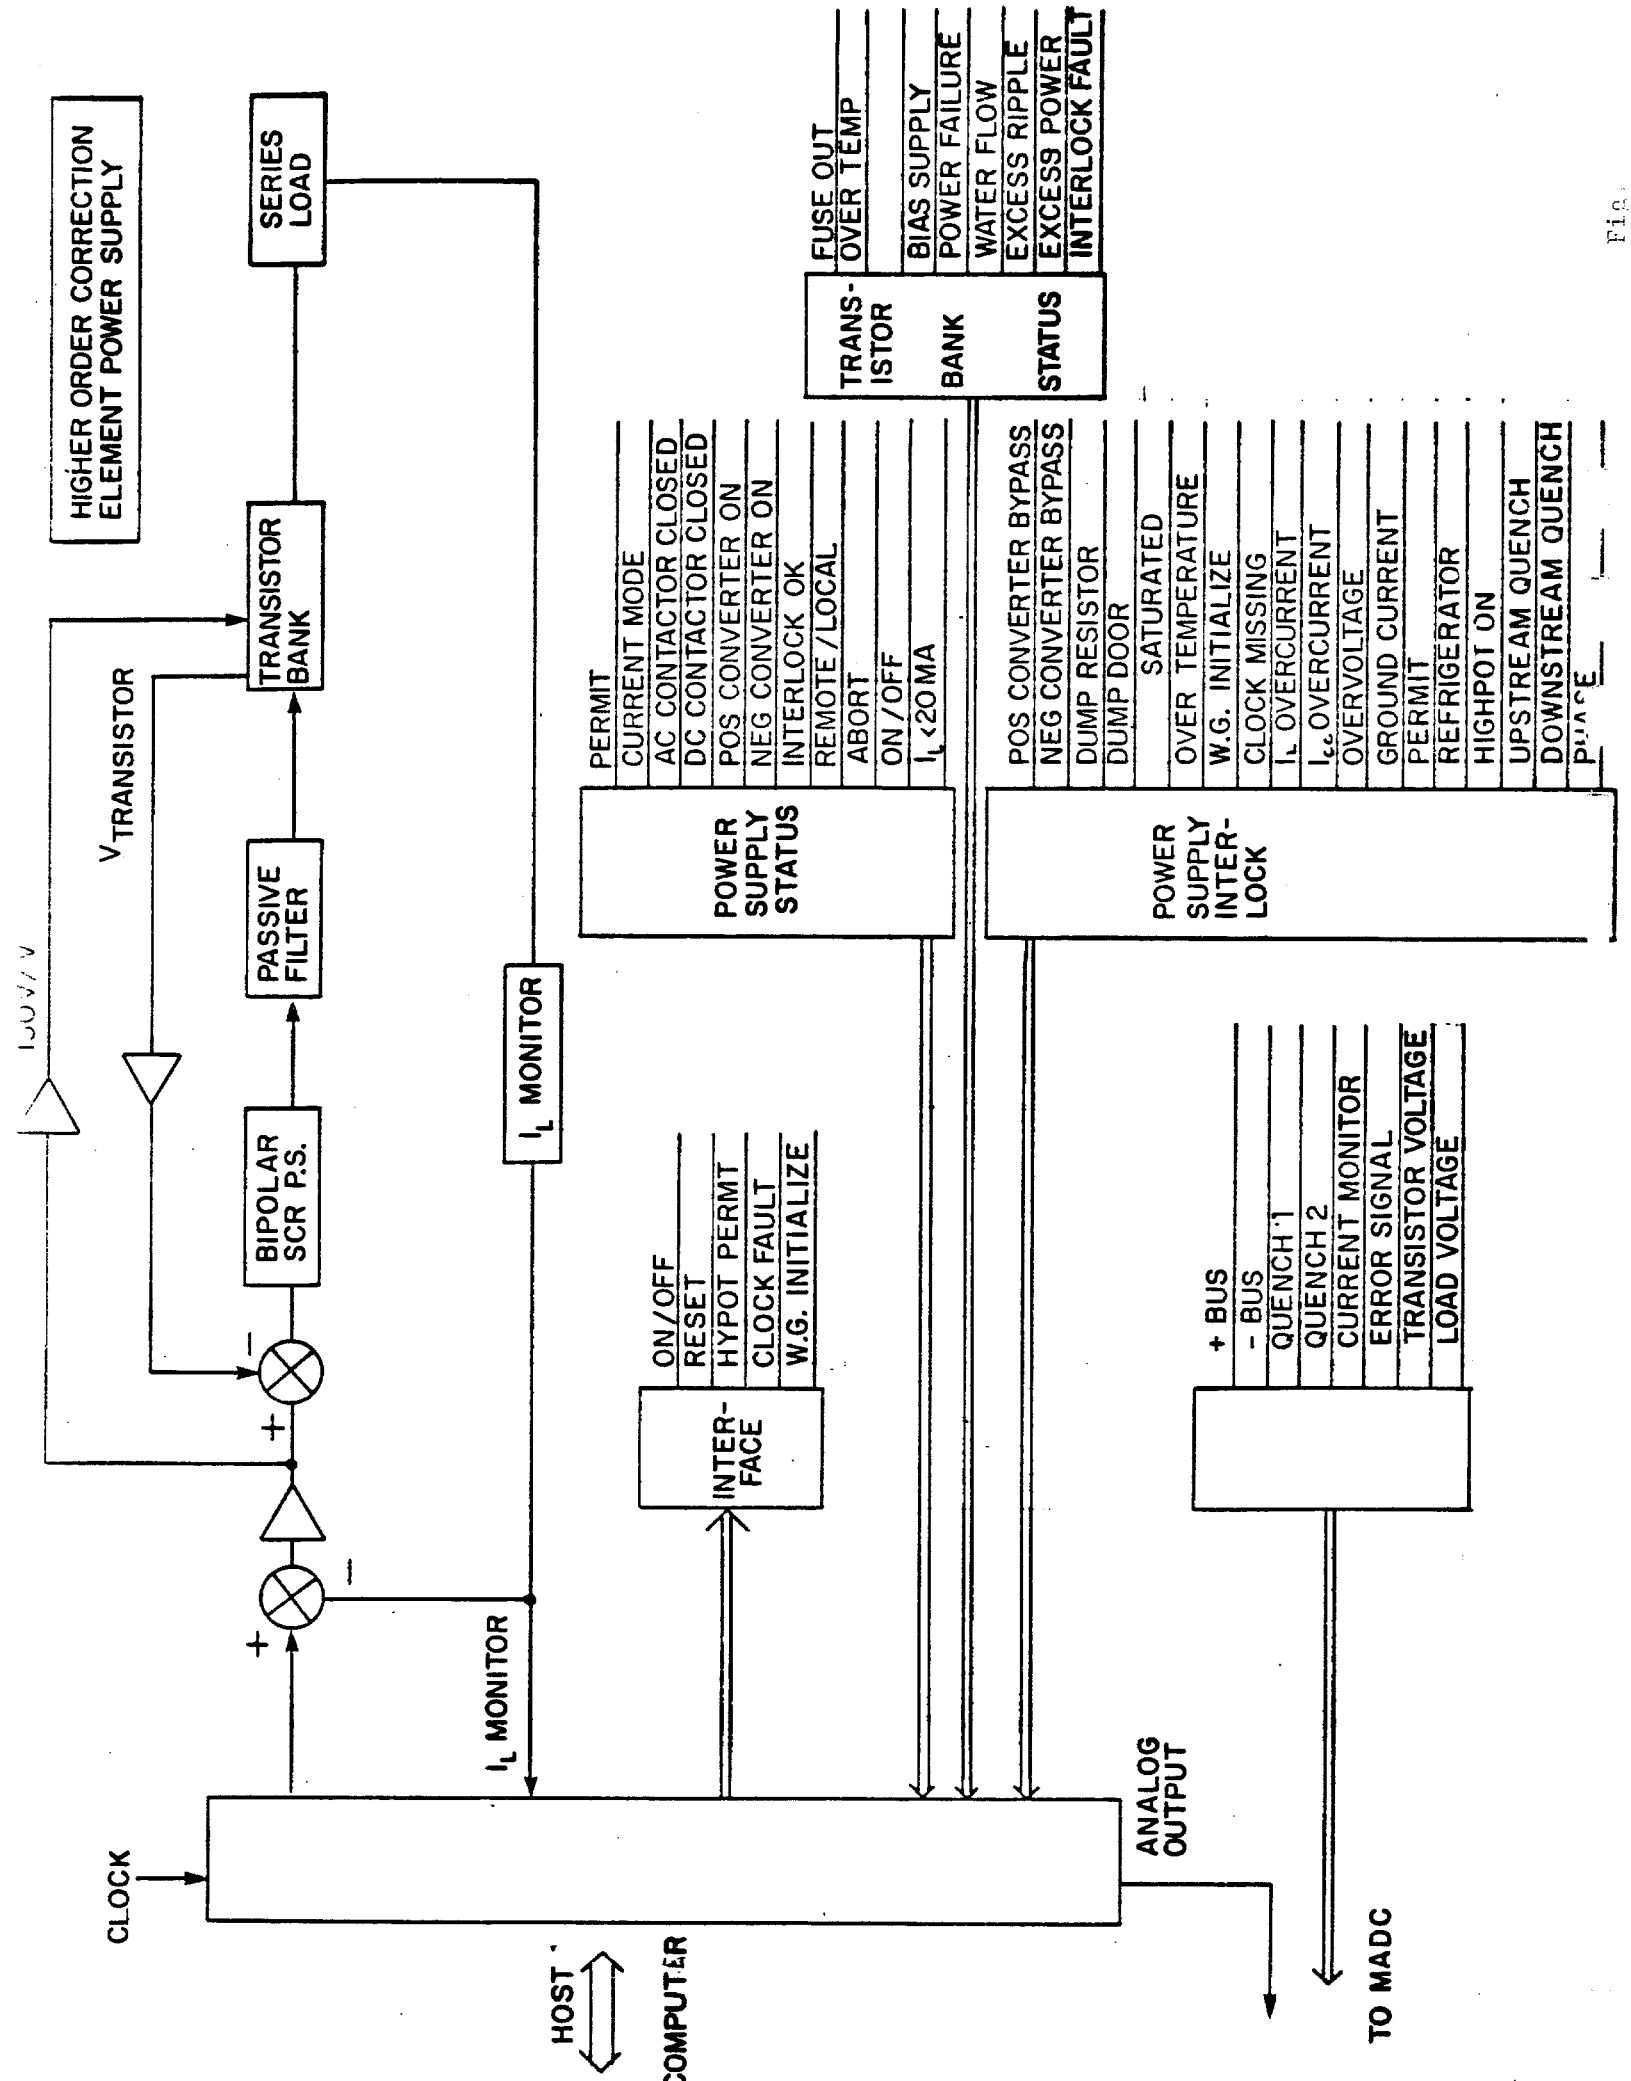 HIGHER ORDER CORRECTION
ELEMENT POWER SUPPLY
CLOCK
+
−
+
−
BIPOLAR
SCR P.S.
PASSIVE
FILTER
VTRANSISTOR
TRANSISTOR
BANK
SERIES
LOAD
IL MONITOR
IL MONITOR
HOST
COMPUTER
INTER-
FACE
ON/OFF
RESET
HYPOT PERMT
CLOCK FAULT
W.G. INITIALIZE
POWER
SUPPLY
STATUS
PERMIT
CURRENT MODE
AC CONTACTOR CLOSED
DC CONTACTOR CLOSED
POS CONVERTER ON
NEG CONVERTER ON
INTERLOCK OK
REMOTE/LOCAL
ABORT
ON/OFF
IL<20 MA
TRANS-
ISTOR
BANK
STATUS
FUSE OUT
OVER TEMP
BIAS SUPPLY
POWER FAILURE
WATER FLOW
EXCESS RIPPLE
EXCESS POWER
INTERLOCK FAULT
POWER
SUPPLY
INTER-
LOCK
POS CONVERTER BYPASS
NEG CONVERTER BYPASS
DUMP RESISTOR
DUMP DOOR
SATURATED
OVER TEMPERATURE
W.G. INITIALIZE
CLOCK MISSING
IL OVERCURRENT
OVERCURRENT
OVERVOLTAGE
GROUND CURRENT
PERMIT
REFRIGERATOR
HIGHPOT ON
UPSTREAM QUENCH
DOWNSTREAM QUENCH
ANALOG
OUTPUT
+ BUS
− BUS
QUENCH 1
QUENCH 2
CURRENT MONITOR
ERROR SIGNAL
TRANSISTOR VOLTAGE
LOAD VOLTAGE
TO MADC
Fig.